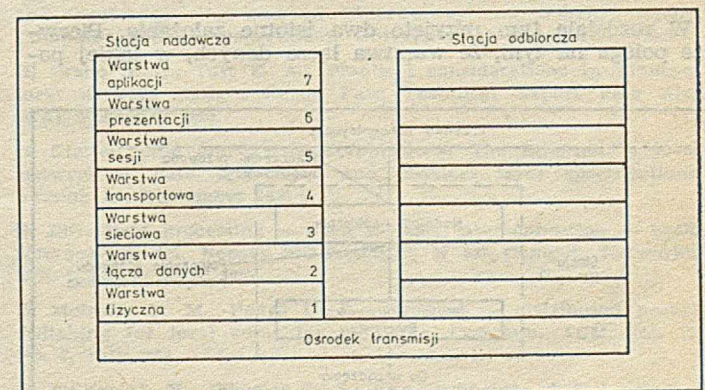 Stacja nadawcza
Stacja odbiorcza
Warstwa
aplikacji 7
Warstwa
prezentacji 6
Warstwa
sesji 5
Warstwa
transportowa 4
Warstwa
sieciowa 3
Warstwa
łącza danych 2
Warstwa
fizyczna 1
Ośrodek transmisji